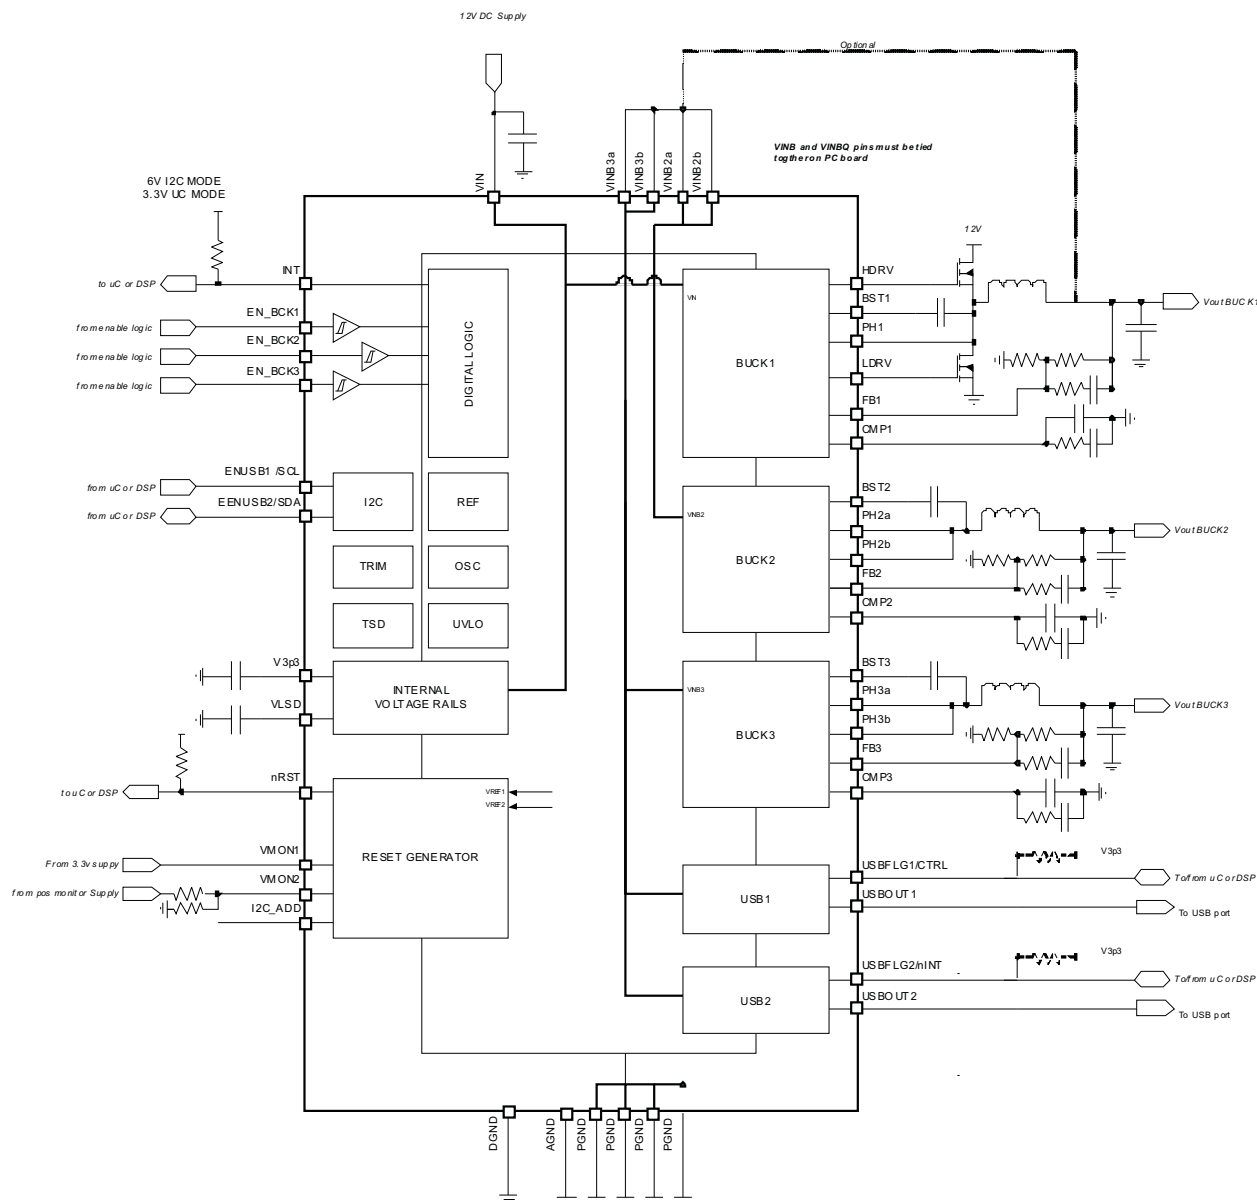 12V DC Supply
Optional
VINB and VINBQ pins must be tied
togther on PC board
VIN
VINB3a
VINB3b
VINB2a
VINB2b
6V I2C MODE
3.3V UC MODE
12V
INT
to uC or DSP
EN_BCK1
from enable logic
EN_BCK2
from enable logic
EN_BCK3
from enable logic
DIGITAL LOGIC
VIN
BUCK1
HDRV
BST1
PH1
LDRV
FB1
CMP1
Vout BUCK1
ENUSB1 /SCL
from uC or DSP
EENUSB2/SDA
from uC or DSP
I2C
REF
TRIM
OSC
TSD
UVLO
VINB2
BUCK2
BST2
PH2a
PH2b
FB2
CMP2
Vout BUCK2
V3p3
VLSD
INTERNAL
VOLTAGE RAILS
VINB3
BUCK3
BST3
PH3a
PH3b
FB3
CMP3
Vout BUCK3
nRST
to uC or DSP
VREF1
VREF2
RESET GENERATOR
VMON1
From 3.3v suppy
VMON2
from pos monitor Supply
I2C_ADD
USB1
USBFLG1/CTRL
V3p3
To/from uC or DSP
USBOUT1
To USB port
USB2
USBFLG2/nINT
V3p3
To/from uC or DSP
USBOUT2
To USB port
DGND
AGND
PGND
PGND
PGND
PGND